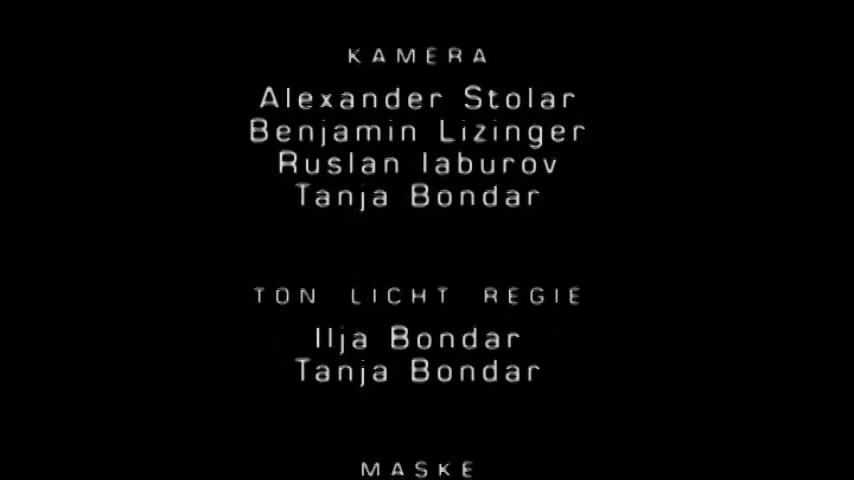 KAMERA
Alexander Stolar
Benjamin Lizinger
Ruslan Iaburov
Tanja Bondar
TON LICHT REGIE
Ilja Bondar
Tanja Bondar
MASKE